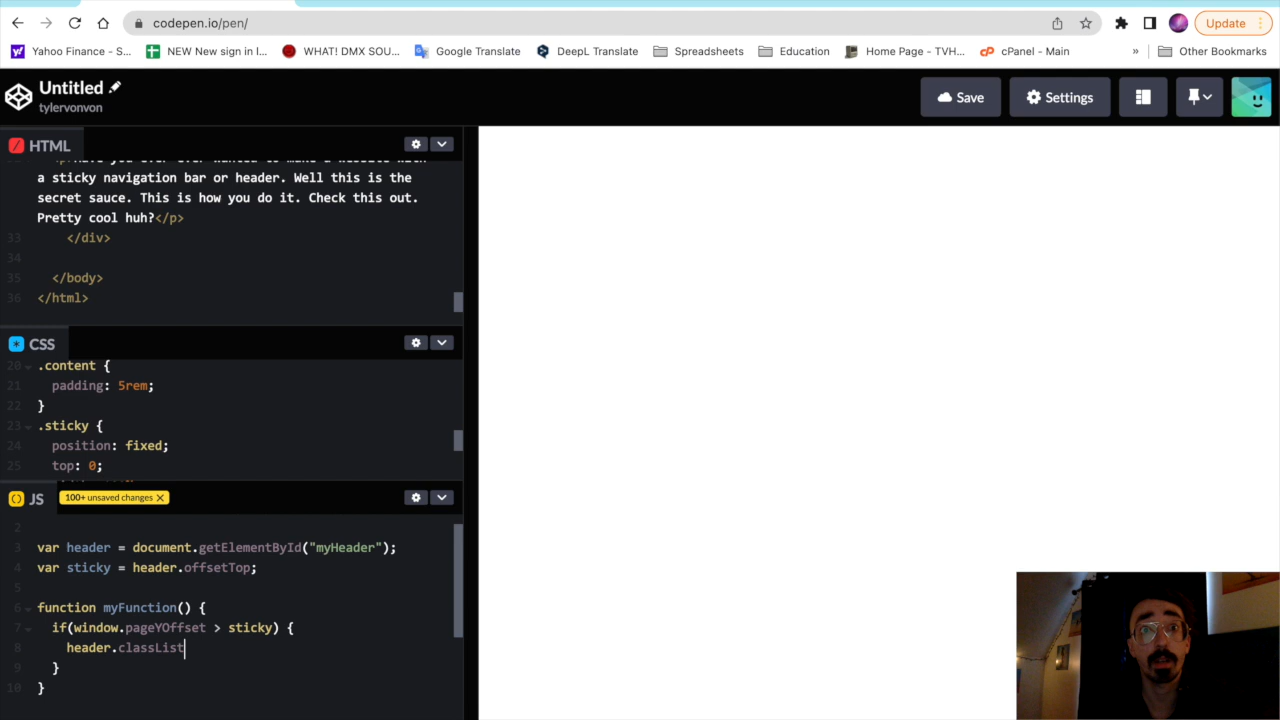 codepen.io/pen/
Update
Yahoo Finance - S...
NEW New sign in I...
WHAT! DMX SOU...
Google Translate
DeepL Translate
Spreadsheets
Education
Home Page - TVH...
cPanel - Main
»
Other Bookmarks
Untitled
tylervonvon
Save
Settings
HTML
a sticky navigation bar or header. Well this is the
secret sauce. This is how you do it. Check this out.
Pretty cool huh?</p>
33 </div>
34
35 </body>
36 </html>
CSS
20 .content {
21 padding: 5rem;
22 }
23 .sticky {
24 position: fixed;
25 top: 0;
JS
100+ unsaved changes ×
2
3 var header = document.getElementById("myHeader");
4 var sticky = header.offsetTop;
5
6 function myFunction() {
7 if(window.pageYOffset > sticky) {
8 header.classList
9 }
10 }